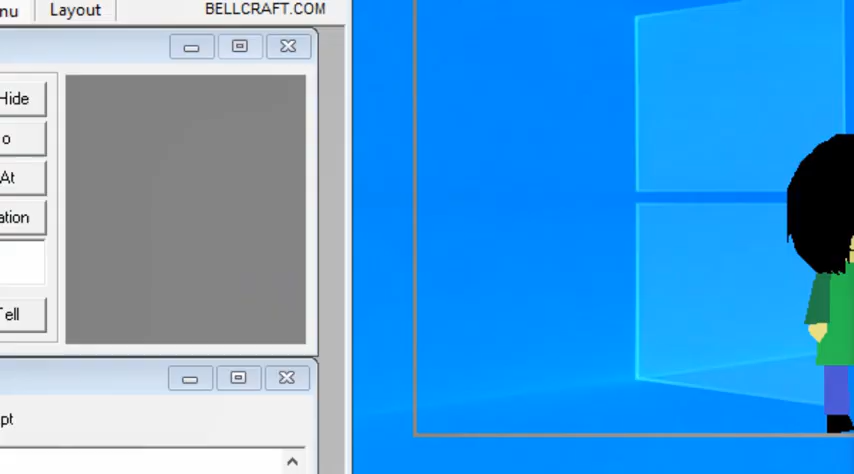 nu Layout BELLCRAFT.COM
Hide
o
At
ation
Tell
pt